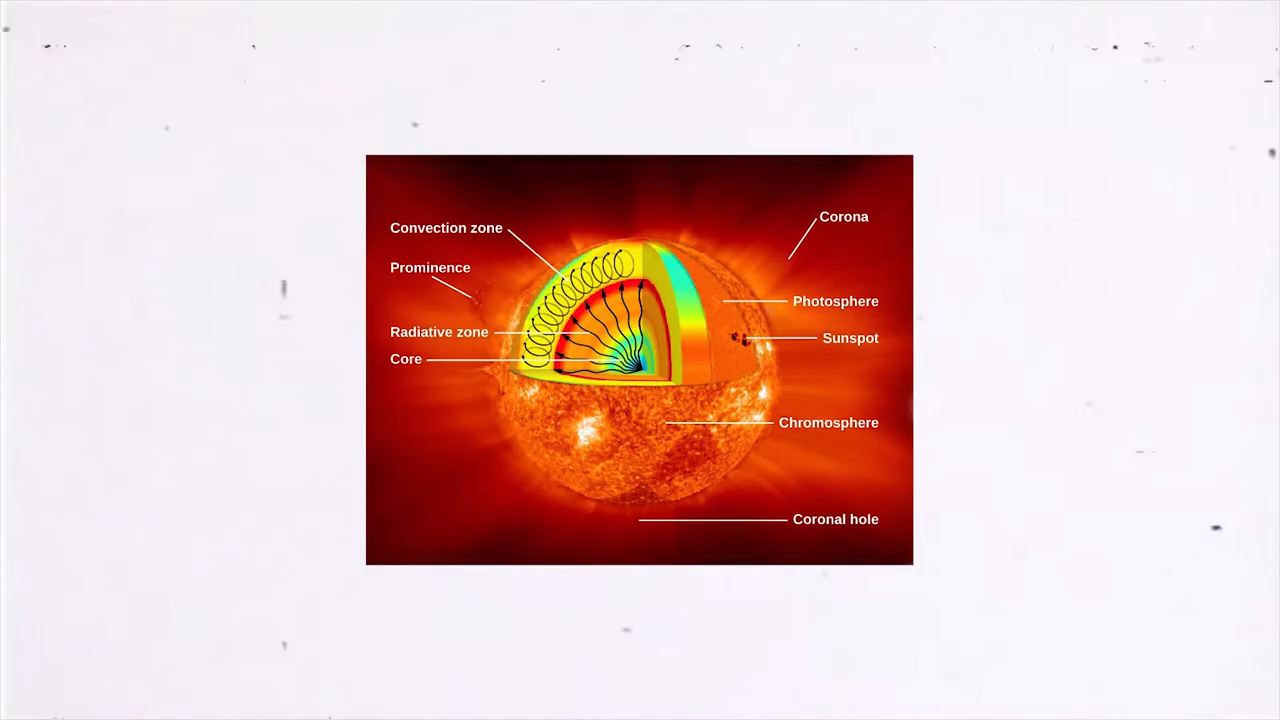 Convection zone
Prominence
Radiative zone
Core
Corona
Photosphere
Sunspot
Chromosphere
Coronal hole